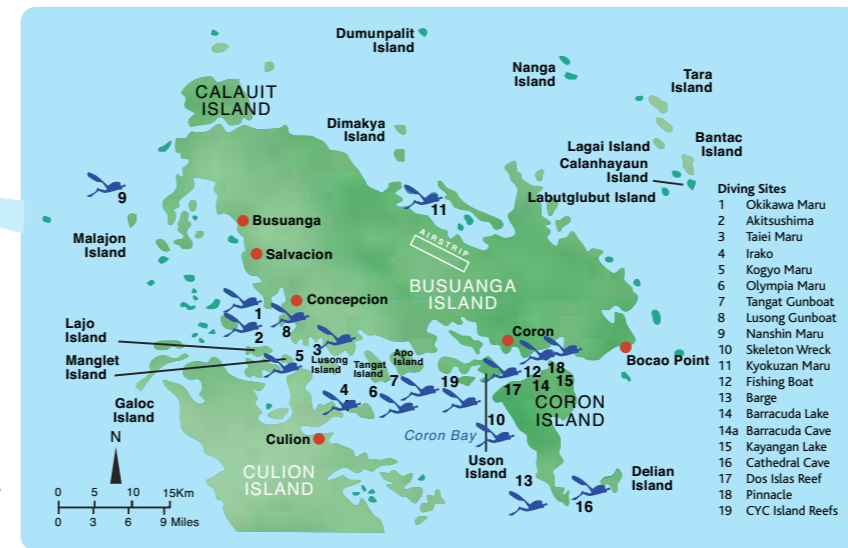 Dumunpalit
Island
Nanga
Island
Tara
Island
CALAUIT
ISLAND
Dimakya
Island
Bantac
Island
Lagai Island
Calanhayaun
Island
Labutglubut Island
9
11
Malajon
Island
Busuanga
Salvacion
AIRSTRIP
BUSUANGA
ISLAND
Concepcion
1
2
8
Lajo
Island
Manglet
Island
5
3
Lusong
Island
Tangat
Island
Apo
Island
7
Coron
Bocao Point
Galoc
Island
4
6
19
17
12
14
18
15
CORON
ISLAND
10
Coron Bay
Culion
CULION
ISLAND
Uson
Island
13
16
Delian
Island
N
0 5 10 15Km
0 3 6 9 Miles
Diving Sites
1 Okikawa Maru
2 Akitsushima
3 Taiei Maru
4 Irako
5 Kogyo Maru
6 Olympia Maru
7 Tangat Gunboat
8 Lusong Gunboat
9 Nanshin Maru
10 Skeleton Wreck
11 Kyokuzan Maru
12 Fishing Boat
13 Barge
14 Barracuda Lake
14a Barracuda Cave
15 Kayangan Lake
16 Cathedral Cave
17 Dos Islas Reef
18 Pinnacle
19 CYC Island Reefs